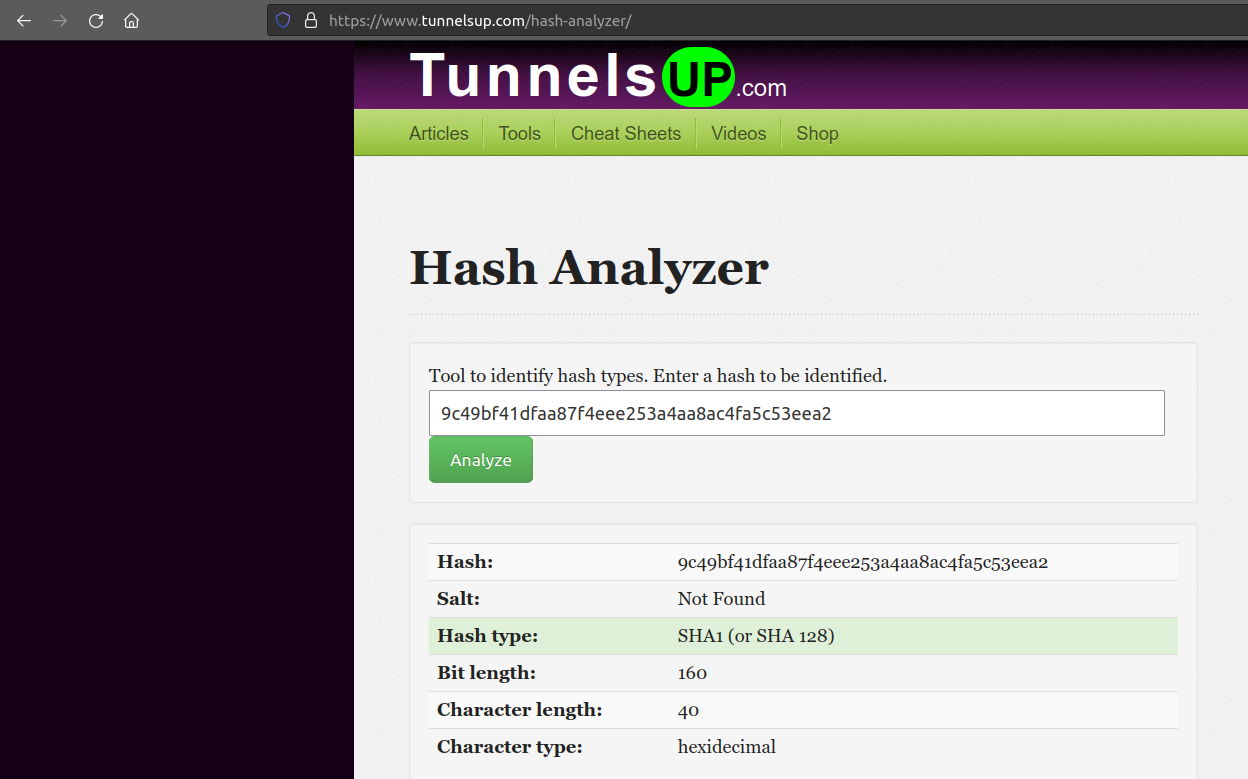 https://www.tunnelsup.com/hash-analyzer/
TunnelsUP.com
Articles Tools Cheat Sheets Videos Shop
Hash Analyzer
Tool to identify hash types. Enter a hash to be identified.
9c49bf41dfaa87f4eee253a4aa8ac4fa5c53eea2
Analyze
Hash: 9c49bf41dfaa87f4eee253a4aa8ac4fa5c53eea2
Salt: Not Found
Hash type: SHA1 (or SHA 128)
Bit length: 160
Character length: 40
Character type: hexidecimal